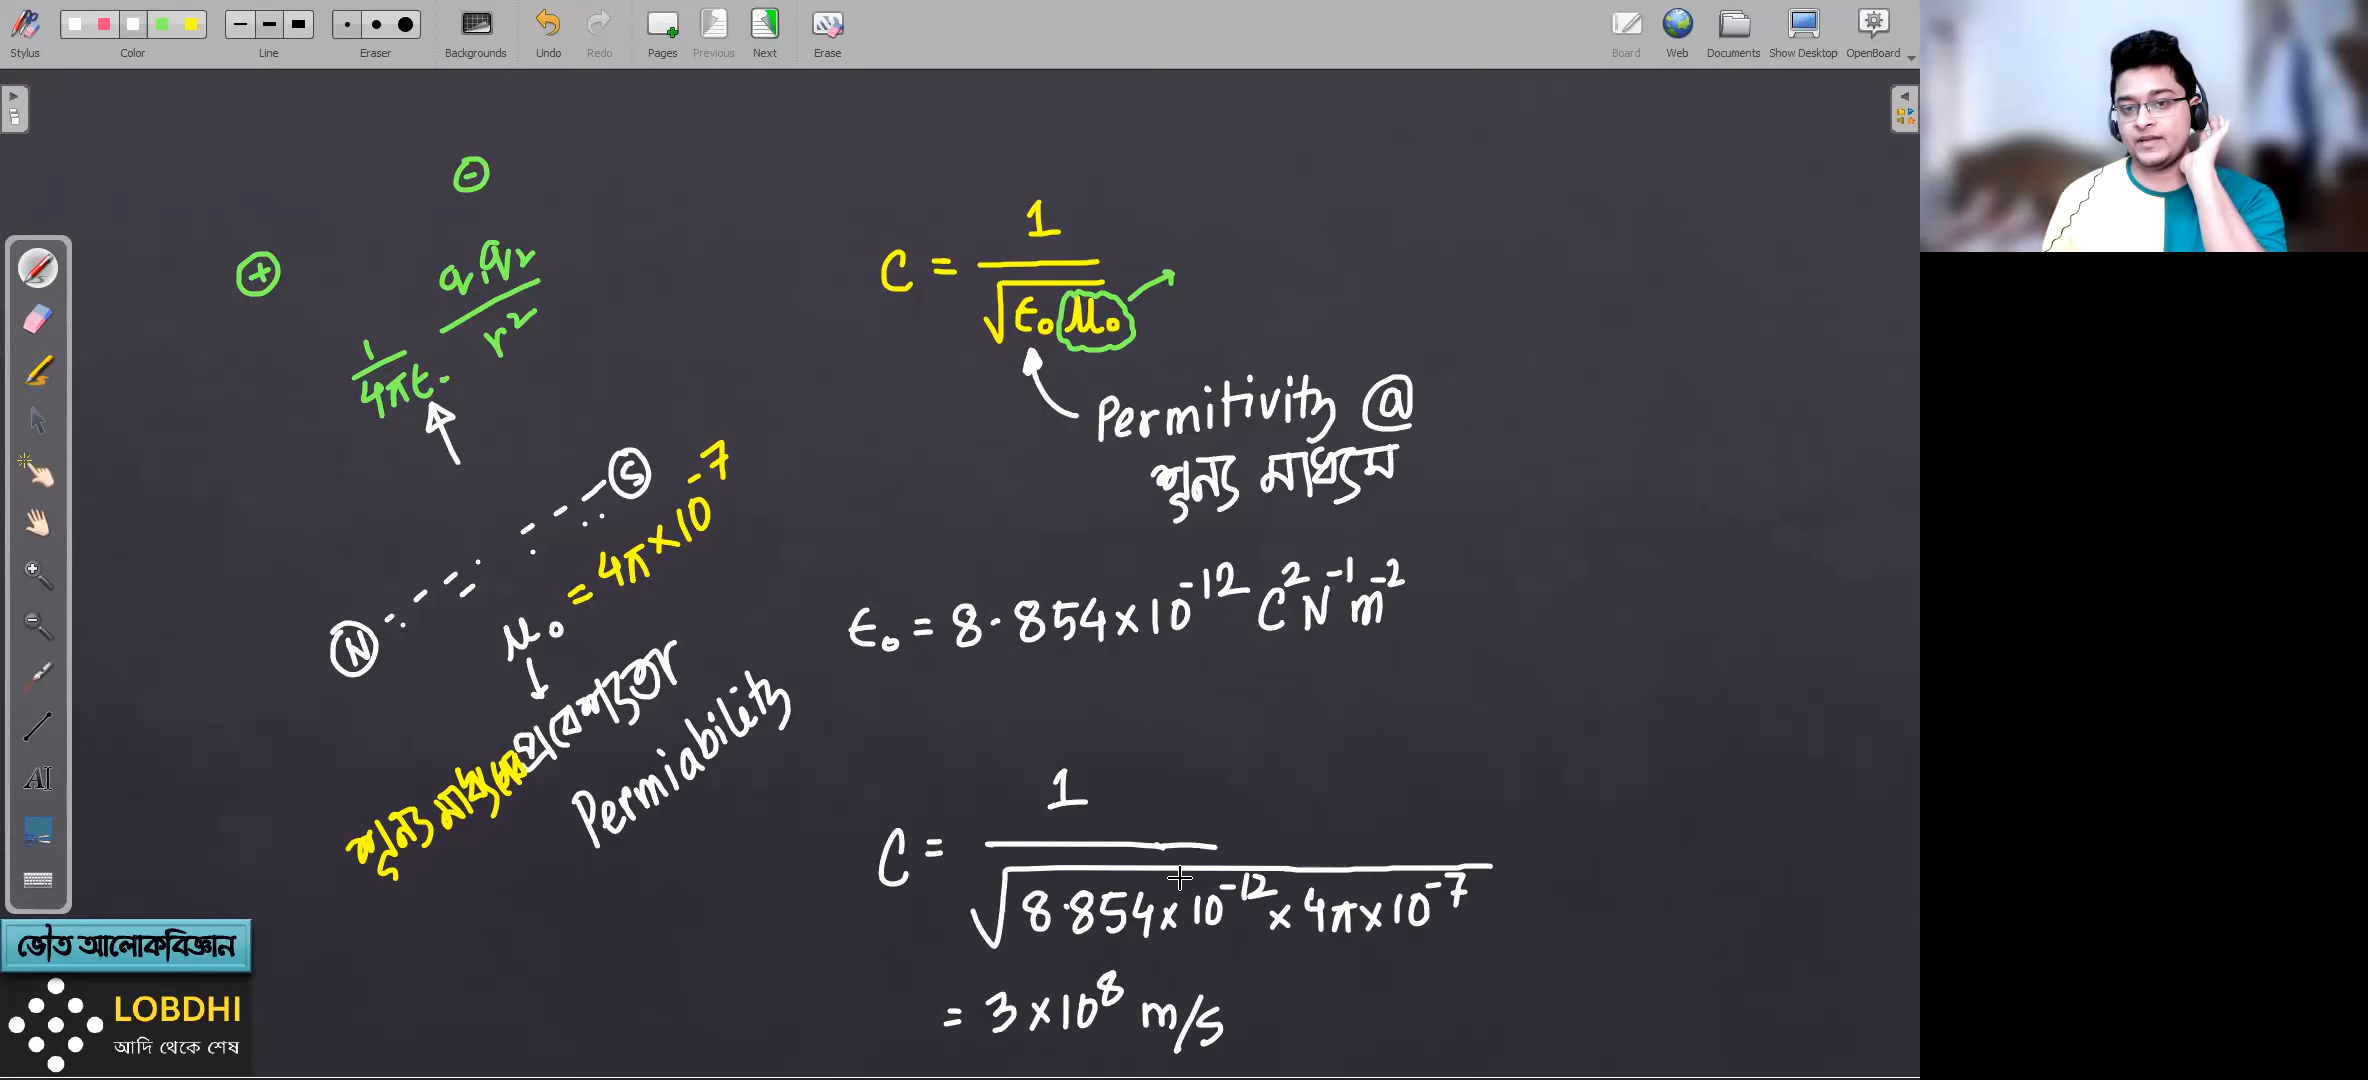 Stylus
Color
Line
Eraser
Backgrounds
Undo
Redo
Pages
Previous
Next
Erase
Board
Web
Documents
Show Desktop
OpenBoard
⊖
⊕
1/4πϵ₀ q₁q₂/r²
C = 1/√ϵ₀μ₀
Permitivity @
শূন্য মাধ্যমে
S
N
μ₀ = 4π×10⁻⁷
প্রবেশ্যতা
শূন্য মাধ্যমের
Permiability
ϵ₀ = 8.854×10⁻¹² C²N⁻¹m⁻²
C = 1/√8.854×10⁻¹²×4π×10⁻⁷
= 3×10⁸ m/s
AI
ভৌত আলোকবিজ্ঞান
LOBDHI
আদি থেকে শেষ